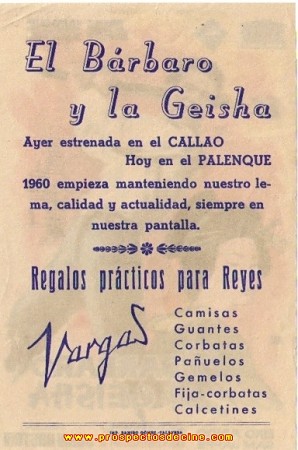 El Bárbaro
y la Geisha
Ayer estrenada en el CALLAO
Hoy en el PALENQUE
1960 empieza manteniendo nuestro le-
ma, calidad y actualidad, siempre en
nuestra pantalla.
Regalos prácticos para Reyes
Vargas
Camisas
Guantes
Corbatas
Pañuelos
Gemelos
Fija-corbatas
Calcetines
www.prospectosdecine.com